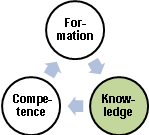 For-
mation
Compe-
tence
Know-
ledge